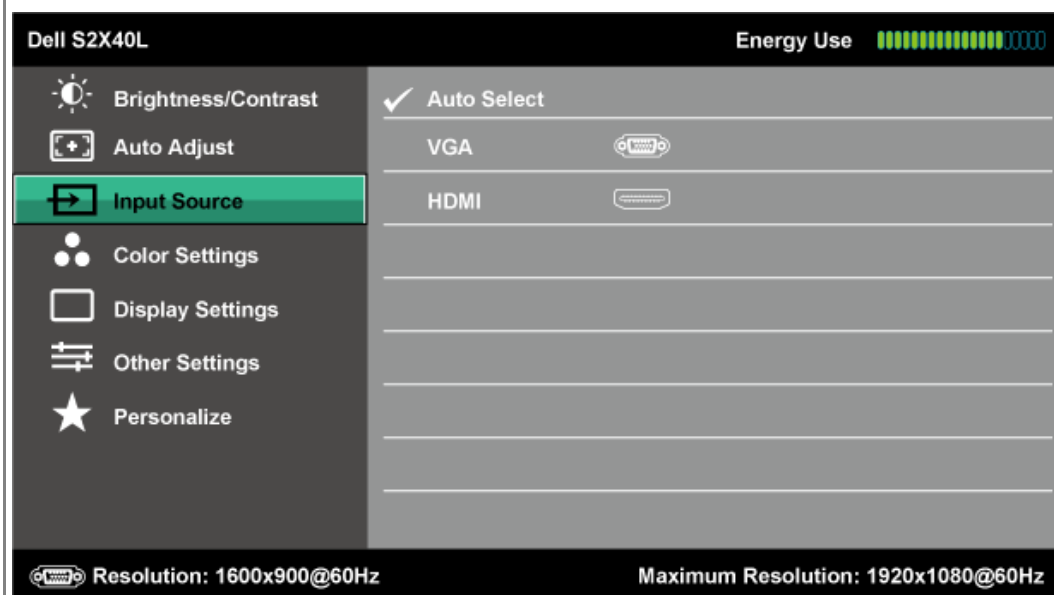 Dell S2X40L Energy Use
Brightness/Contrast Auto Select
Auto Adjust VGA
Input Source HDMI
Color Settings
Display Settings
Other Settings
Personalize
Resolution: 1600x900@60Hz Maximum Resolution: 1920x1080@60Hz